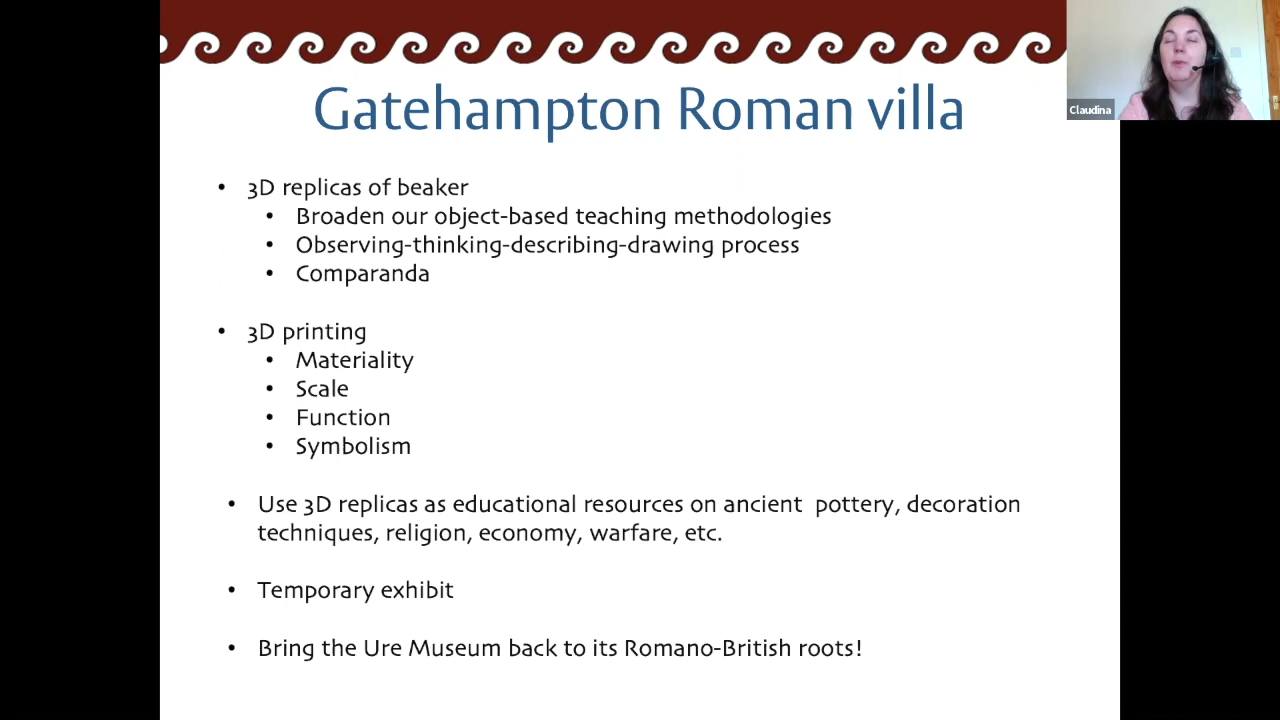 Gatehampton Roman villa
Claudina
• 3D replicas of beaker
• Broaden our object-based teaching methodologies
• Observing-thinking-describing-drawing process
• Comparanda
• 3D printing
• Materiality
• Scale
• Function
• Symbolism
• Use 3D replicas as educational resources on ancient  pottery, decoration
techniques, religion, economy, warfare, etc.
• Temporary exhibit
• Bring the Ure Museum back to its Romano-British roots!